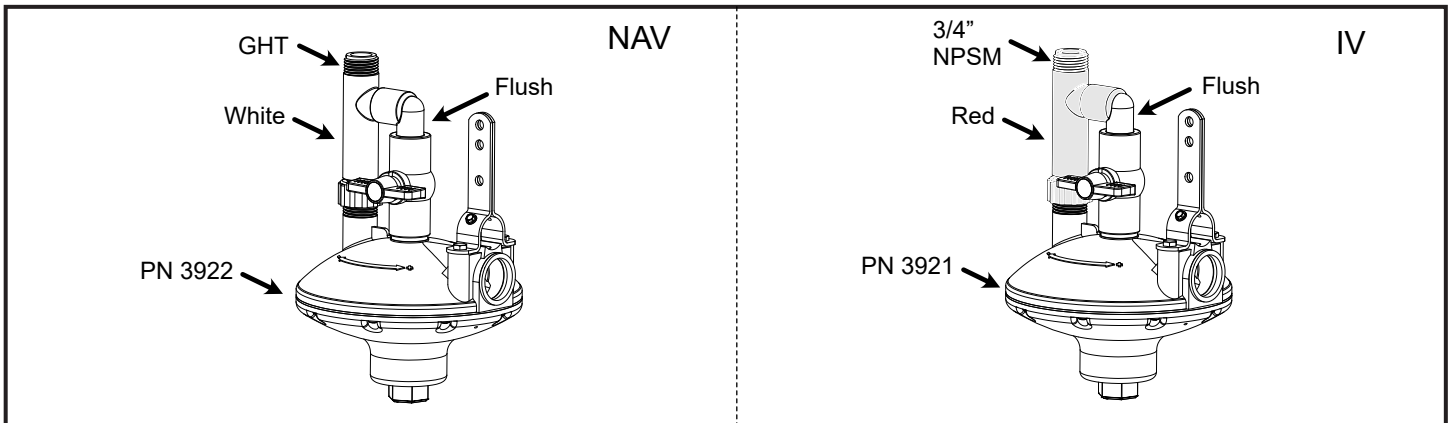 NAV
GHT
White
Flush
PN 3922
IV
3/4”
NPSM
Red
Flush
PN 3921